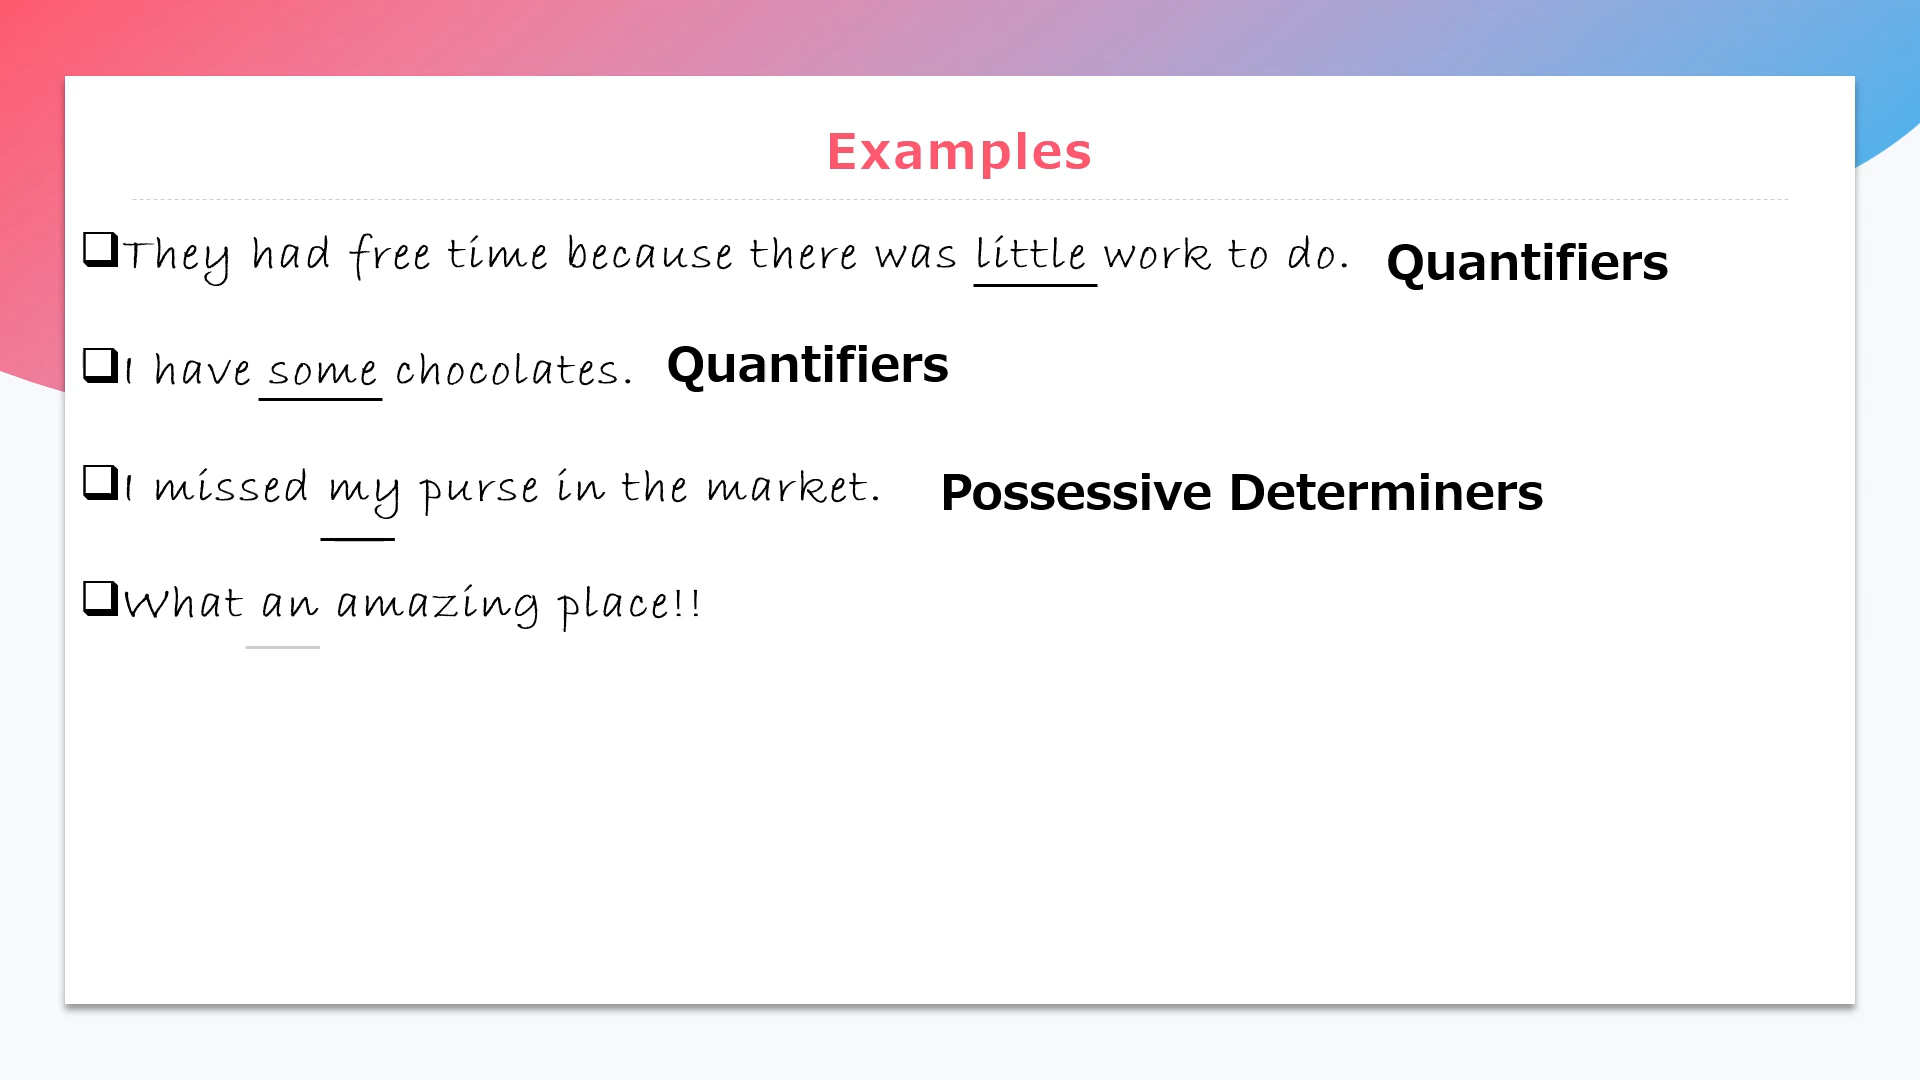 Examples
They had free time because there was little work to do. Quantifiers
I have some chocolates. Quantifiers
I missed my purse in the market. Possessive Determiners
What an amazing place!!